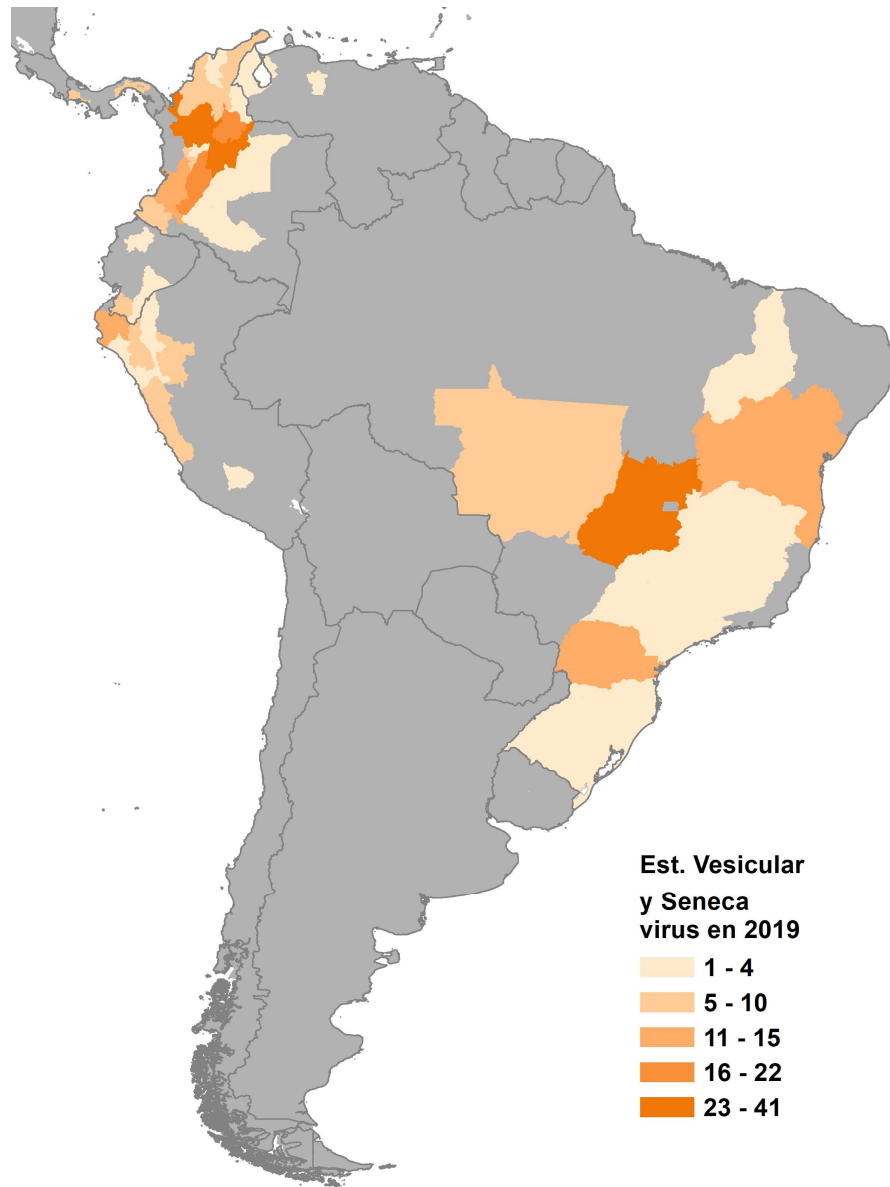 Est. Vesicular
y Seneca
virus en 2019
1 - 4
5 - 10
11 - 15
16 - 22
23 - 41